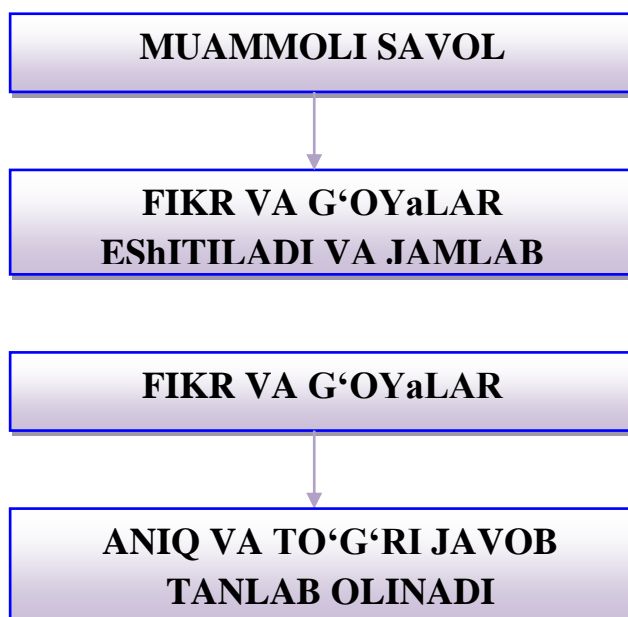 MUAMMOLI SAVOL
FIKR VA G‘OYaLAR
EShITILADI VA JAMLAB
FIKR VA G‘OYaLAR
ANIQ VA TO‘G‘RI JAVOB
TANLAB OLINADI